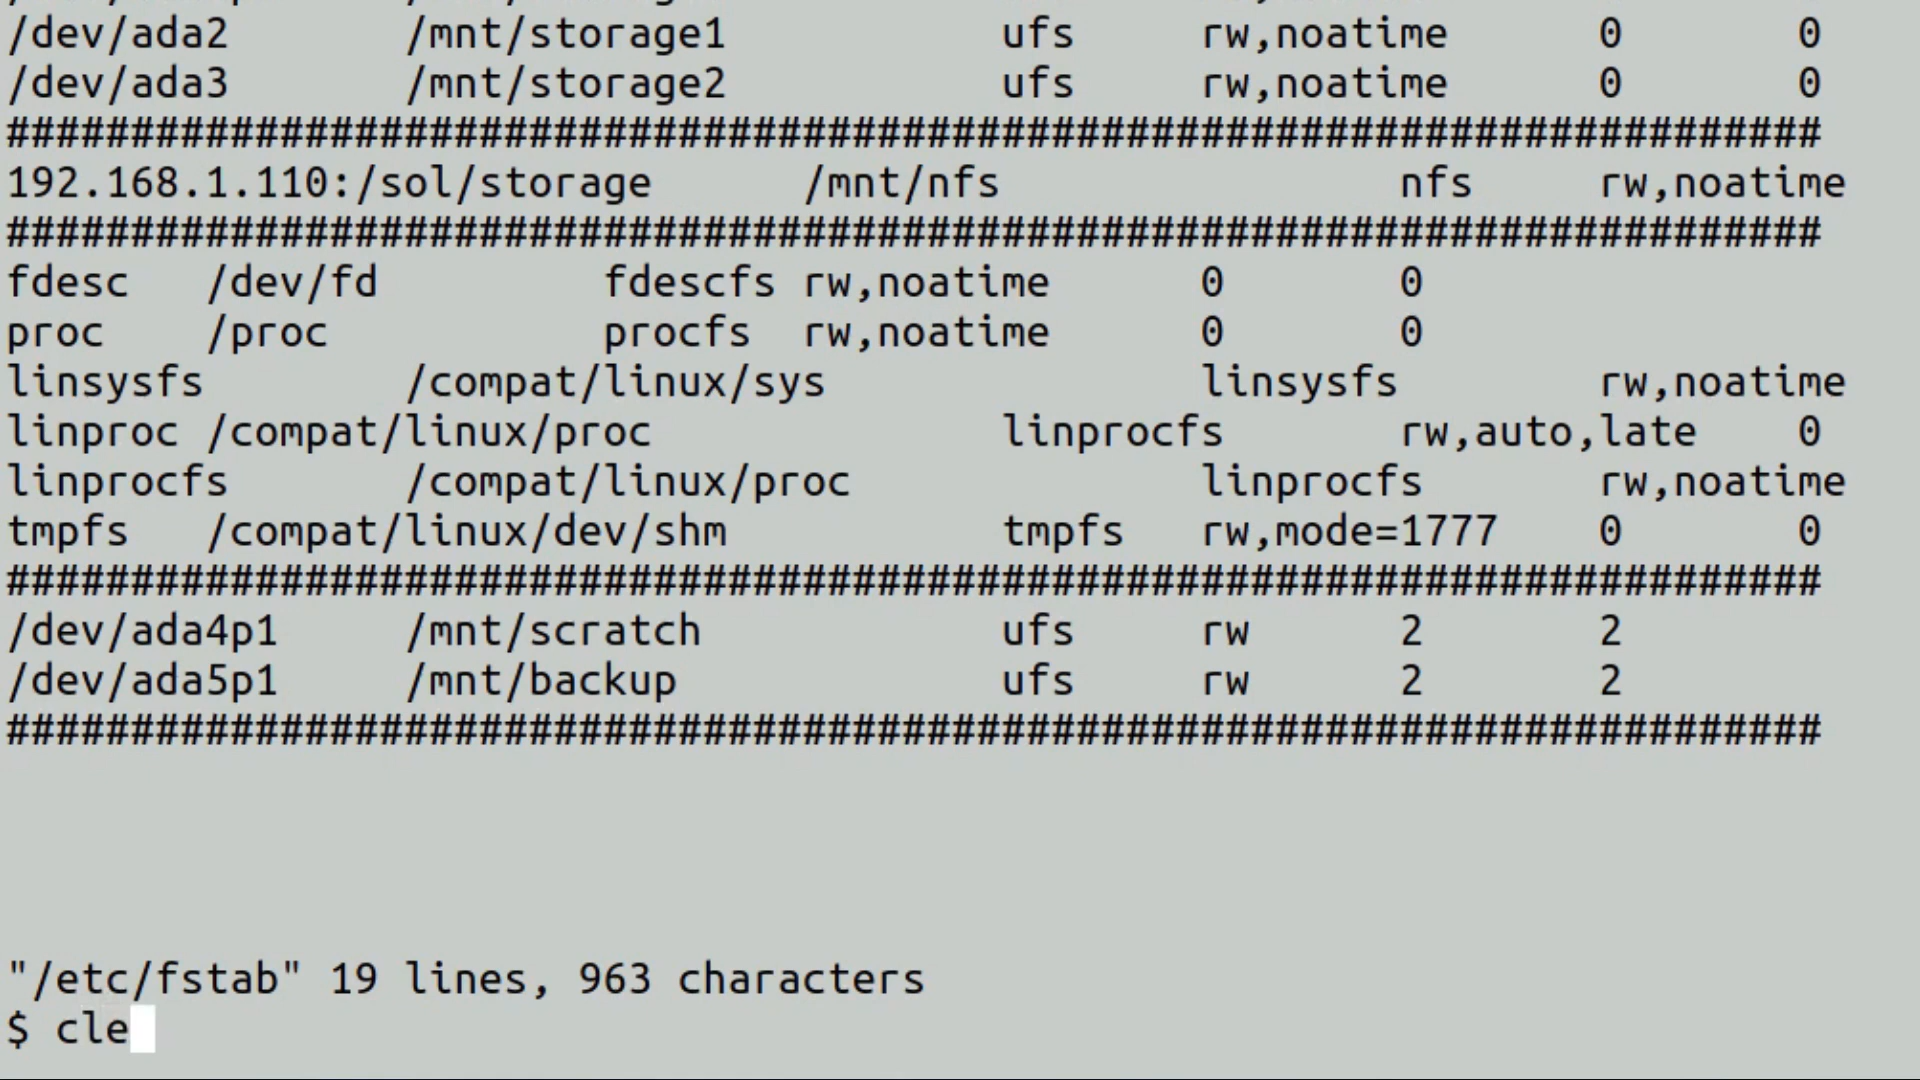 /dev/ada2 /mnt/storage1 ufs rw,noatime 0 0
/dev/ada3 /mnt/storage2 ufs rw,noatime 0 0
#########################################################################
192.168.1.110:/sol/storage /mnt/nfs nfs rw,noatime
#########################################################################
fdesc /dev/fd fdescfs rw,noatime 0 0
proc /proc procfs rw,noatime 0 0
linsysfs /compat/linux/sys linsysfs rw,noatime
linproc /compat/linux/proc linprocfs rw,auto,late 0
linprocfs /compat/linux/proc linprocfs rw,noatime
tmpfs /compat/linux/dev/shm tmpfs rw,mode=1777 0 0
#########################################################################
/dev/ada4p1 /mnt/scratch ufs rw 2 2
/dev/ada5p1 /mnt/backup ufs rw 2 2
#########################################################################
"/etc/fstab" 19 lines, 963 characters
$ cle